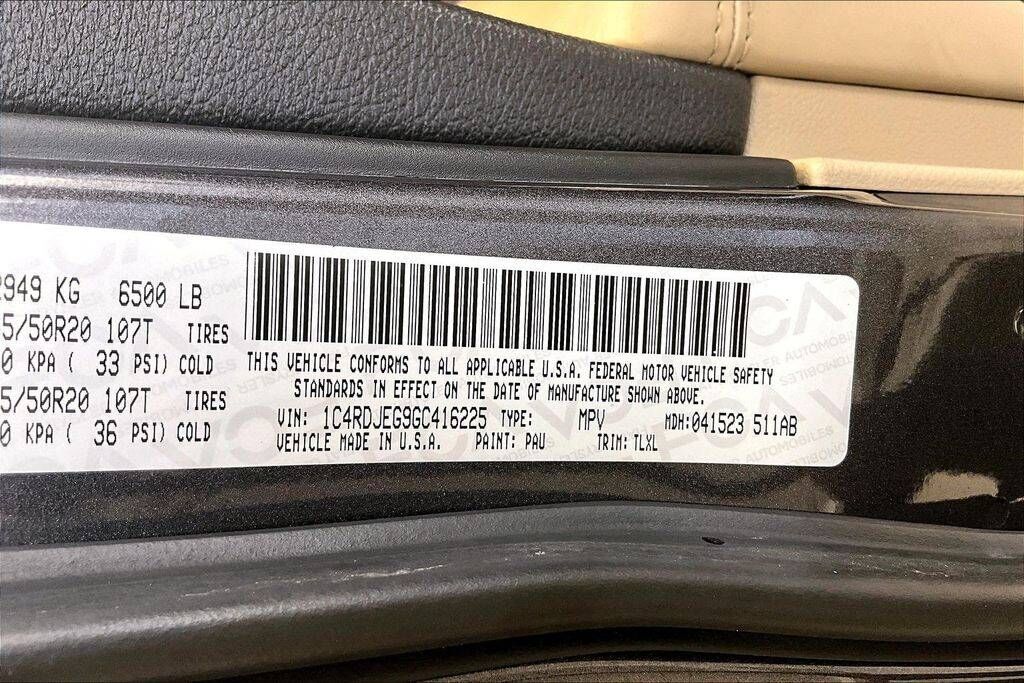 2949 KG 6500 LB
5/50R20 107T TIRES
0 KPA ( 33 PSI) COLD
5/50R20 107T TIRES
0 KPA ( 36 PSI) COLD
THIS VEHICLE CONFORMS TO ALL APPLICABLE U.S.A. FEDERAL MOTOR VEHICLE SAFETY
STANDARDS IN EFFECT ON THE DATE OF MANUFACTURE SHOWN ABOVE.
VIN: 1C4RDJEG9GC416225 TYPE: MPV MDH:041523 511AB
VEHICLE MADE IN U.S.A. PAINT: PAU TRIM: TLXL